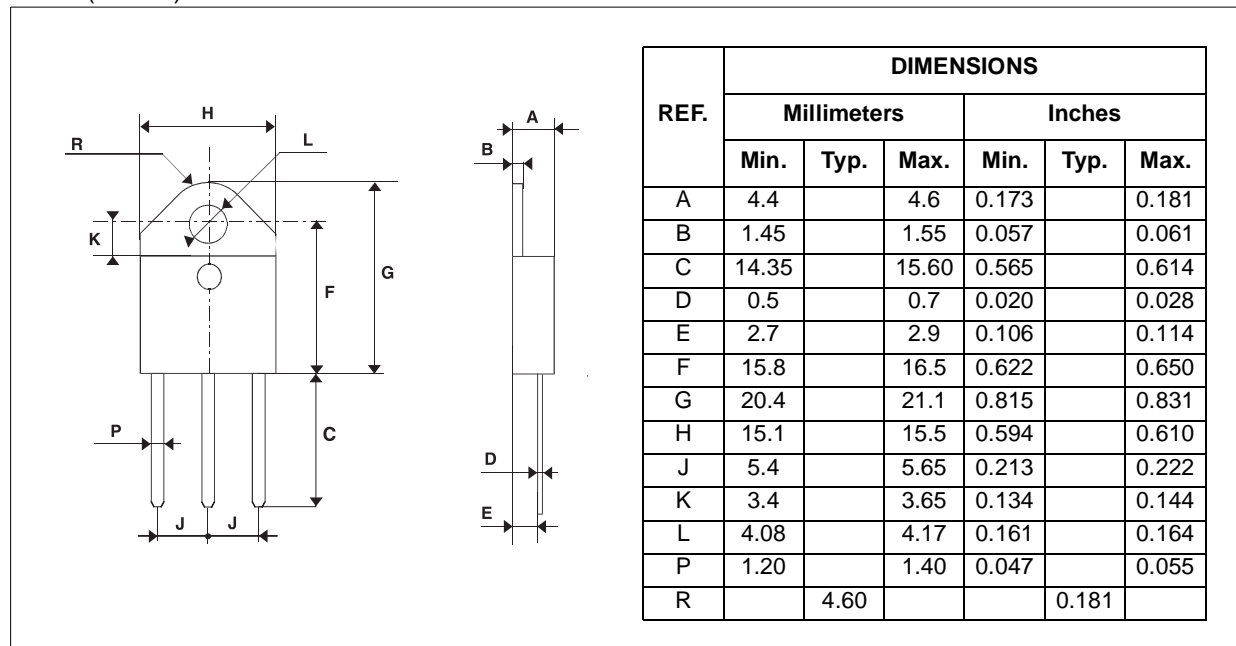 H
R
L
K
G
F
P
C
J J
A
B
D
E
REF. DIMENSIONS
Millimeters Inches
Min. Typ. Max. Min. Typ. Max.
A 4.4 4.6 0.173 0.181
B 1.45 1.55 0.057 0.061
C 14.35 15.60 0.565 0.614
D 0.5 0.7 0.020 0.028
E 2.7 2.9 0.106 0.114
F 15.8 16.5 0.622 0.650
G 20.4 21.1 0.815 0.831
H 15.1 15.5 0.594 0.610
J 5.4 5.65 0.213 0.222
K 3.4 3.65 0.134 0.144
L 4.08 4.17 0.161 0.164
P 1.20 1.40 0.047 0.055
R 4.60 0.181